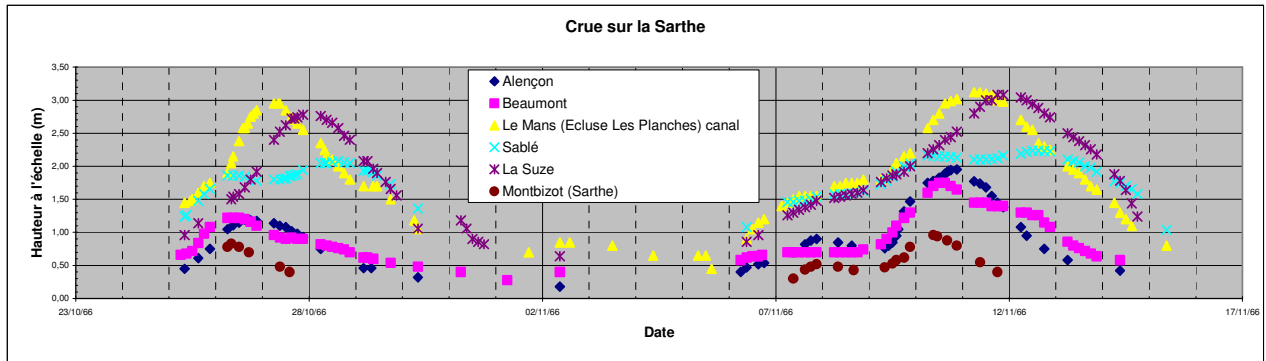 Crue sur la Sarthe
Hauteur à l'échelle (m)
3,50
3,00
2,50
2,00
1,50
1,00
0,50
0,00
Alençon
Beaumont
Le Mans (Ecluse Les Planches) canal
Sablé
La Suze
Montbizot (Sarthe)
23/10/66 28/10/66 02/11/66 07/11/66 12/11/66 17/11/66
Date